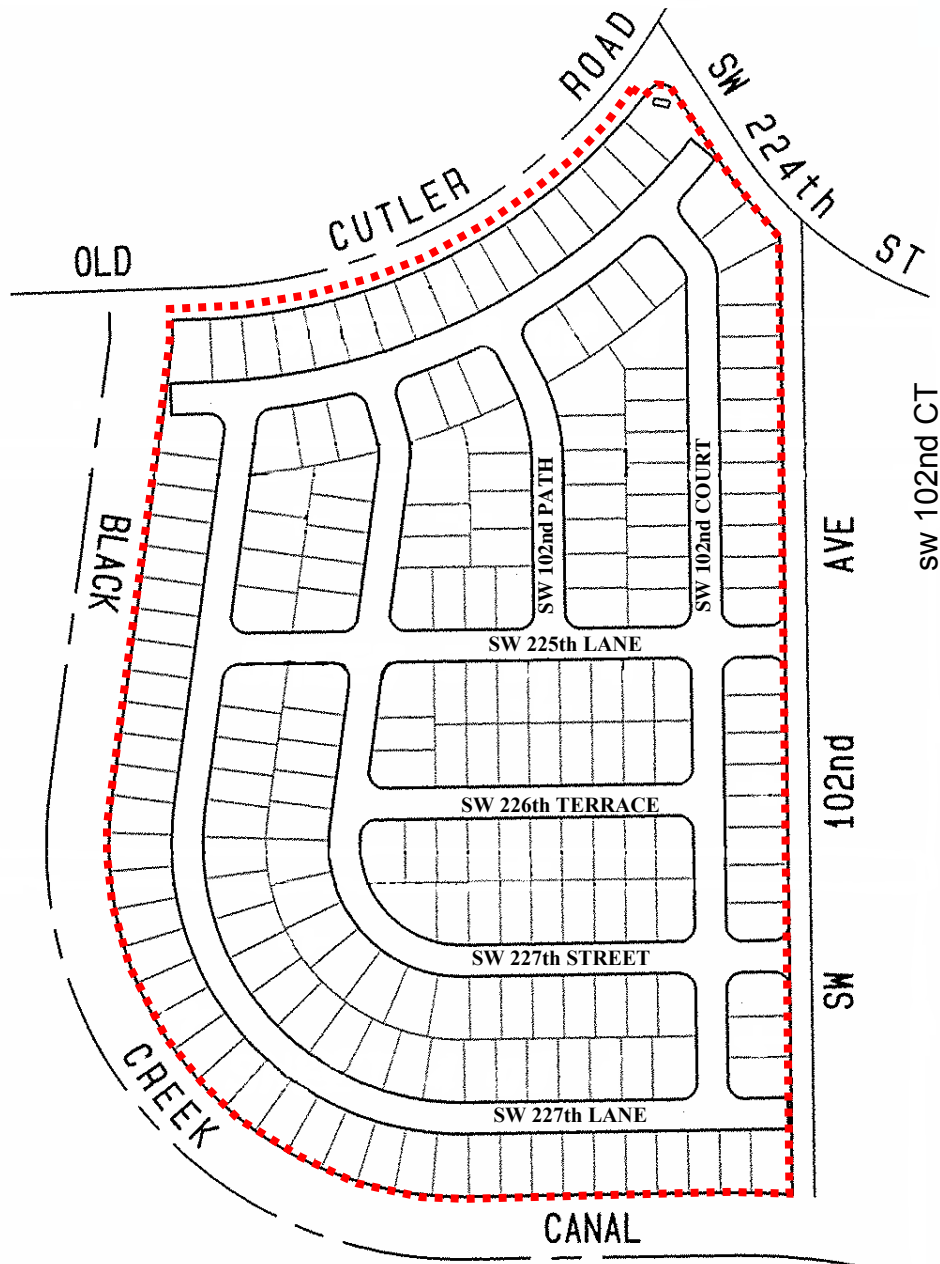 OLD CUTLER ROAD
SW 224th ST
sw 102nd CT
SW 102nd AVE
BLACK CREEK CANAL
SW 102nd PATH
SW 102nd COURT
SW 225th LANE
SW 226th TERRACE
SW 227th STREET
SW 227th LANE